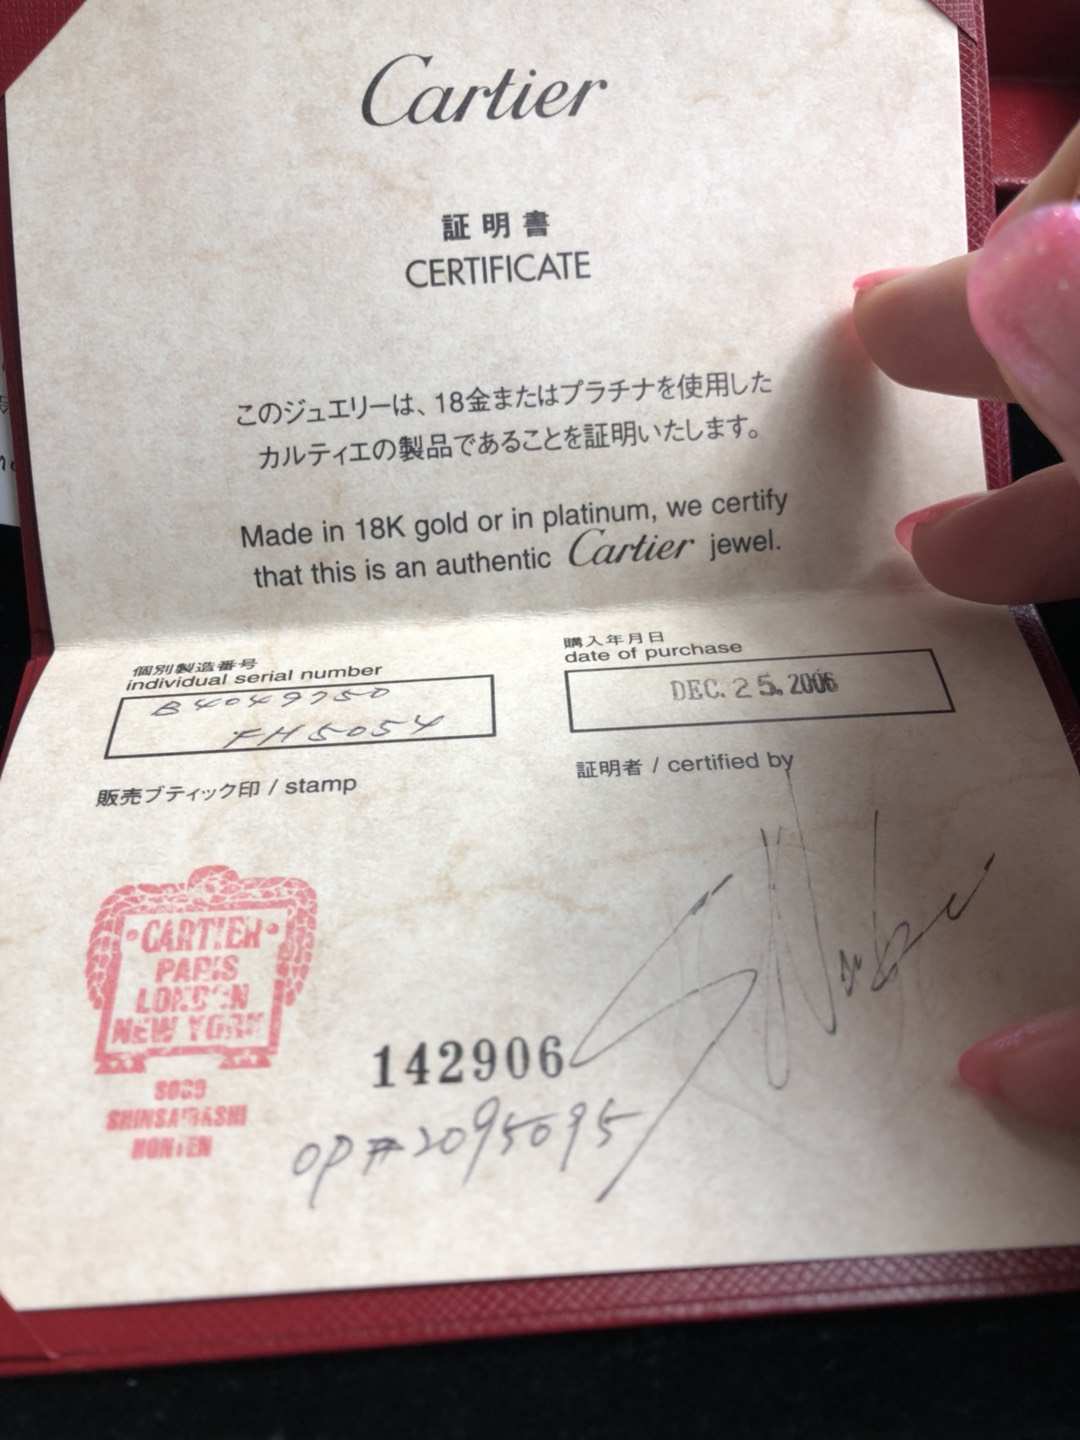 Cartier
証明書
CERTIFICATE
このジュエリーは、18金またはプラチナを使用した
カルティエの製品であることを証明いたします。
Made in 18K gold or in platinum, we certify
that this is an authentic Cartier jewel.
個別製造番号
individual serial number
B4049750
FH5054
購入年月日
date of purchase
DEC. 25. 2006
販売ブティック印 / stamp
証明者 / certified by
CARTIER
PARIS
LONDON
NEW YORK
SOGO
SHINSAIBASHI
HONTEN
142906
OP#2095095